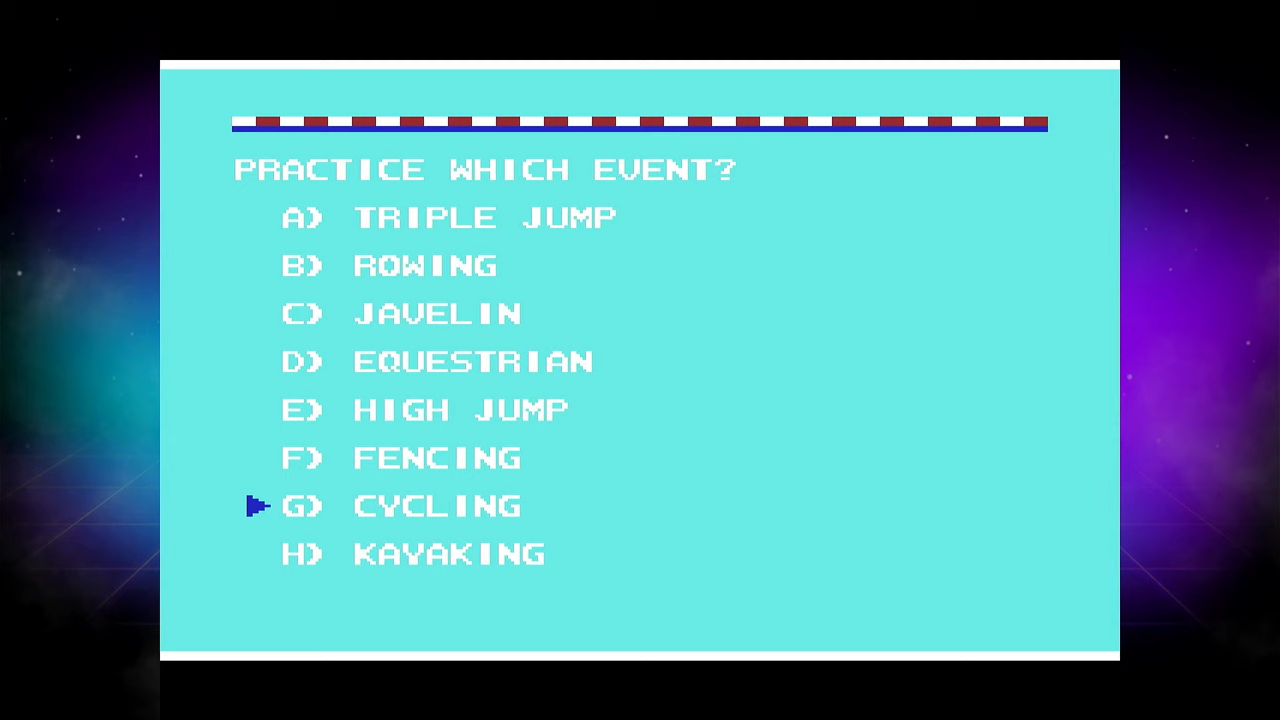 PRACTICE WHICH EVENT?
A) TRIPLE JUMP
B) ROWING
C) JAVELIN
D) EQUESTRIAN
E) HIGH JUMP
F) FENCING
G) CYCLING
H) KAYAKING